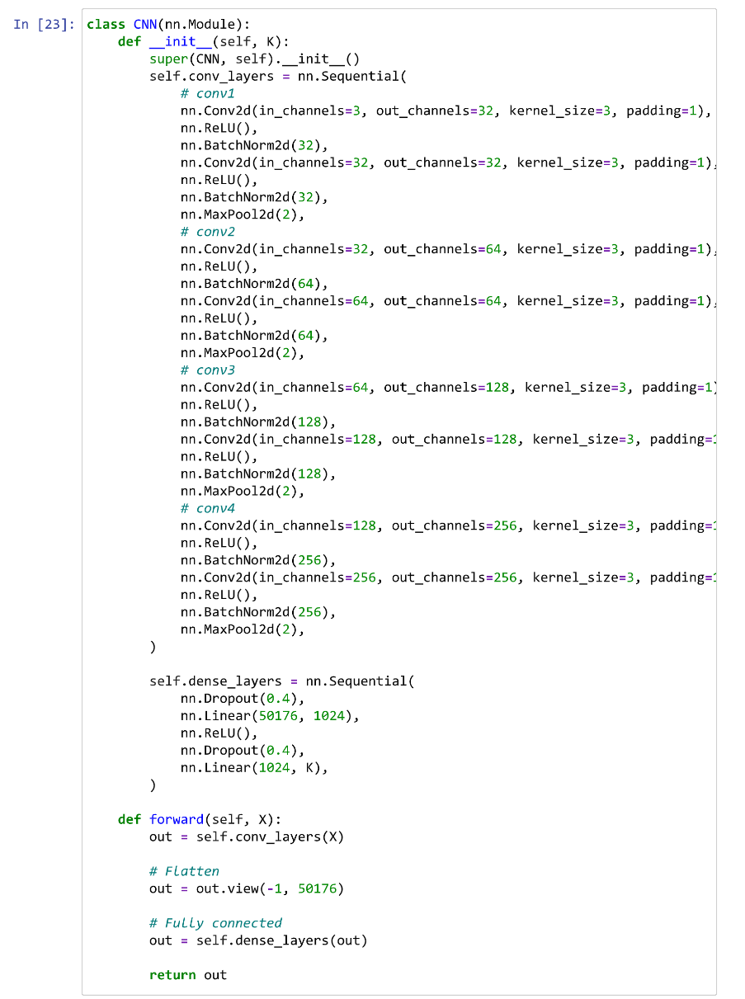 In [23]: class CNN(nn.Module):
    def __init__(self, K):
        super(CNN, self).__init__()
        self.conv_layers = nn.Sequential(
            # conv1
            nn.Conv2d(in_channels=3, out_channels=32, kernel_size=3, padding=1),
            nn.ReLU(),
            nn.BatchNorm2d(32),
            nn.Conv2d(in_channels=32, out_channels=32, kernel_size=3, padding=1),
            nn.ReLU(),
            nn.BatchNorm2d(32),
            nn.MaxPool2d(2),
            # conv2
            nn.Conv2d(in_channels=32, out_channels=64, kernel_size=3, padding=1),
            nn.ReLU(),
            nn.BatchNorm2d(64),
            nn.Conv2d(in_channels=64, out_channels=64, kernel_size=3, padding=1),
            nn.ReLU(),
            nn.BatchNorm2d(64),
            nn.MaxPool2d(2),
            # conv3
            nn.Conv2d(in_channels=64, out_channels=128, kernel_size=3, padding=1)
            nn.ReLU(),
            nn.BatchNorm2d(128),
            nn.Conv2d(in_channels=128, out_channels=128, kernel_size=3, padding=1
            nn.ReLU(),
            nn.BatchNorm2d(128),
            nn.MaxPool2d(2),
            # conv4
            nn.Conv2d(in_channels=128, out_channels=256, kernel_size=3, padding=1
            nn.ReLU(),
            nn.BatchNorm2d(256),
            nn.Conv2d(in_channels=256, out_channels=256, kernel_size=3, padding=1
            nn.ReLU(),
            nn.BatchNorm2d(256),
            nn.MaxPool2d(2),
        )
        self.dense_layers = nn.Sequential(
            nn.Dropout(0.4),
            nn.Linear(50176, 1024),
            nn.ReLU(),
            nn.Dropout(0.4),
            nn.Linear(1024, K),
        )
    def forward(self, X):
        out = self.conv_layers(X)
        # Flatten
        out = out.view(-1, 50176)
        # Fully connected
        out = self.dense_layers(out)
        return out